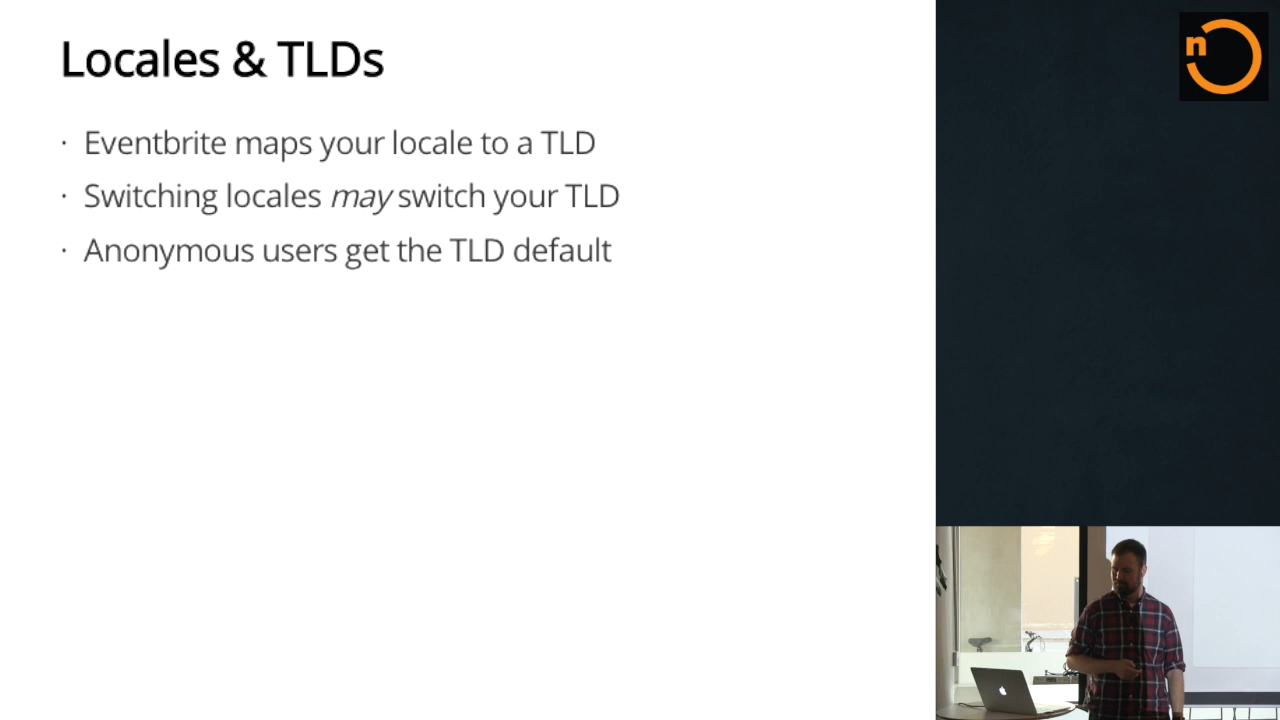 Locales & TLDs
· Eventbrite maps your locale to a TLD
· Switching locales may switch your TLD
· Anonymous users get the TLD default
n